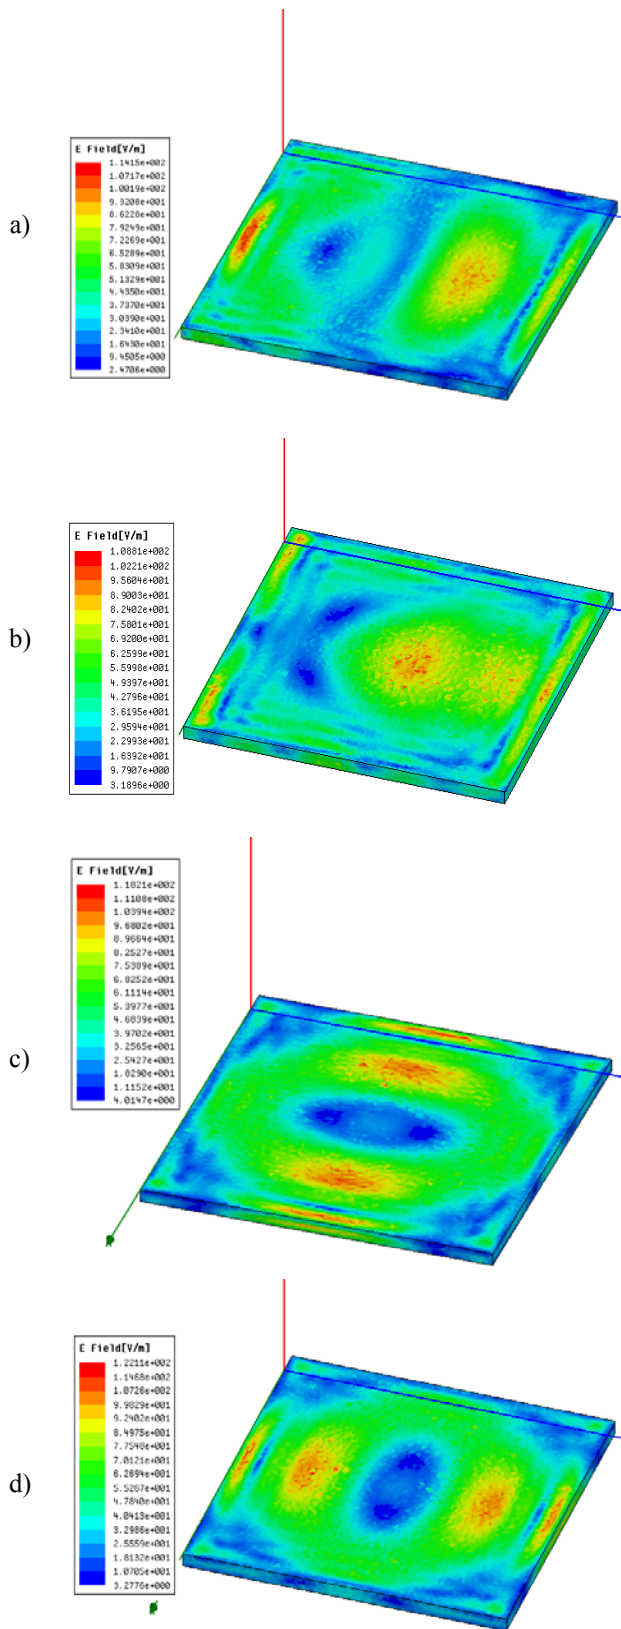 a)
E Field[V/m]
1.1415e+002
1.0717e+002
1.0019e+002
9.3208e+001
8.6228e+001
7.9249e+001
7.2269e+001
6.5289e+001
5.8309e+001
5.1329e+001
4.4350e+001
3.7370e+001
3.0390e+001
2.3410e+001
1.6430e+001
9.4505e+000
2.4706e+000
b)
E Field[V/m]
1.0881e+002
1.0221e+002
9.5604e+001
8.9003e+001
8.2402e+001
7.5801e+001
6.9200e+001
6.2599e+001
5.5998e+001
4.9397e+001
4.2796e+001
3.6195e+001
2.9594e+001
2.2993e+001
1.6392e+001
9.7907e+000
3.1896e+000
c)
E Field[V/m]
1.1821e+002
1.1108e+002
1.0394e+002
9.6802e+001
8.9664e+001
8.2527e+001
7.5389e+001
6.8252e+001
6.1114e+001
5.3977e+001
4.6839e+001
3.9702e+001
3.2565e+001
2.5427e+001
1.8290e+001
1.1152e+001
4.0147e+000
d)
E Field[V/m]
1.2211e+002
1.1468e+002
1.0726e+002
9.9829e+001
9.2402e+001
8.4975e+001
7.7548e+001
7.0121e+001
6.2694e+001
5.5267e+001
4.7840e+001
4.0413e+001
3.2986e+001
2.5559e+001
1.8132e+001
1.0705e+001
3.2776e+000